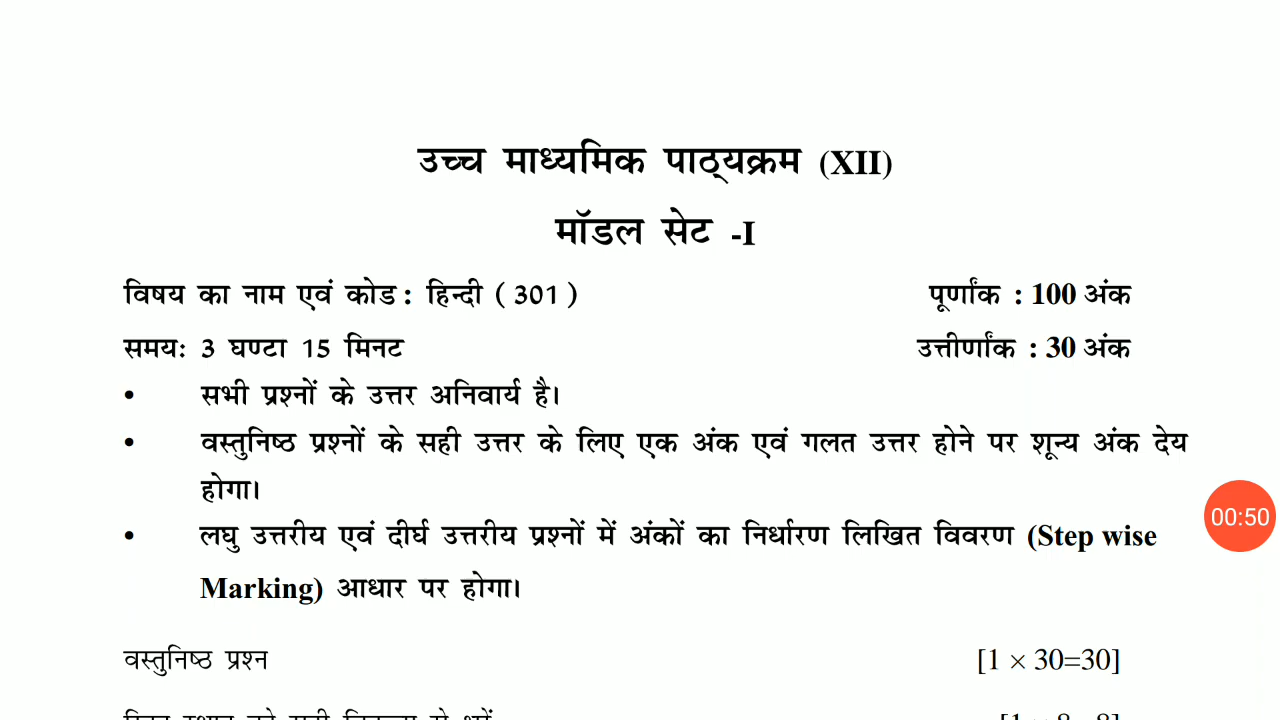 उच्च माध्यमिक पाठ्यक्रम (XII)
मॉडल सेट -I
विषय का नाम एवं कोड : हिन्दी ( 301 ) पूर्णांक : 100 अंक
समयः 3 घण्टा 15 मिनट उत्तीर्णांक : 30 अंक
• सभी प्रश्नों के उत्तर अनिवार्य है।
• वस्तुनिष्ठ प्रश्नों के सही उत्तर के लिए एक अंक एवं गलत उत्तर होने पर शून्य अंक देय
होगा।
00:50
• लघु उत्तरीय एवं दीर्घ उत्तरीय प्रश्नों में अंकों का निर्धारण लिखित विवरण (Step wise
Marking) आधार पर होगा।
वस्तुनिष्ठ प्रश्न [1 × 30=30]